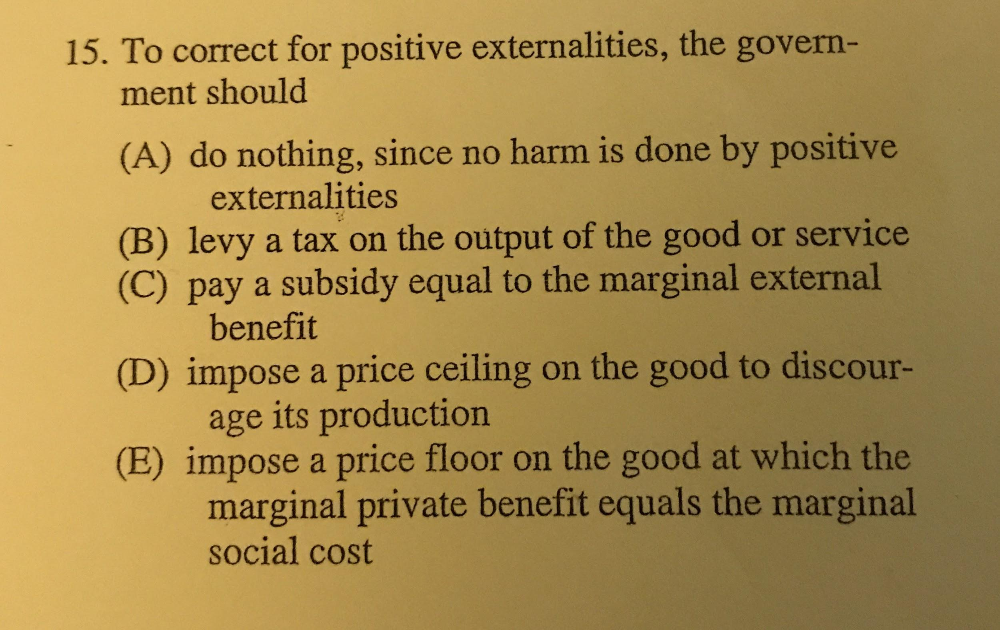 15. To correct for positive externalities, the govern-
ment should
(A) do nothing, since no harm is done by positive
externalities
(B) levy a tax on the output of the good or service
(C) pay a subsidy equal to the marginal external
benefit
(D) impose a price ceiling on the good to discour-
age its production
(E) impose a price floor on the good at which the
marginal private benefit equals the marginal
social cost